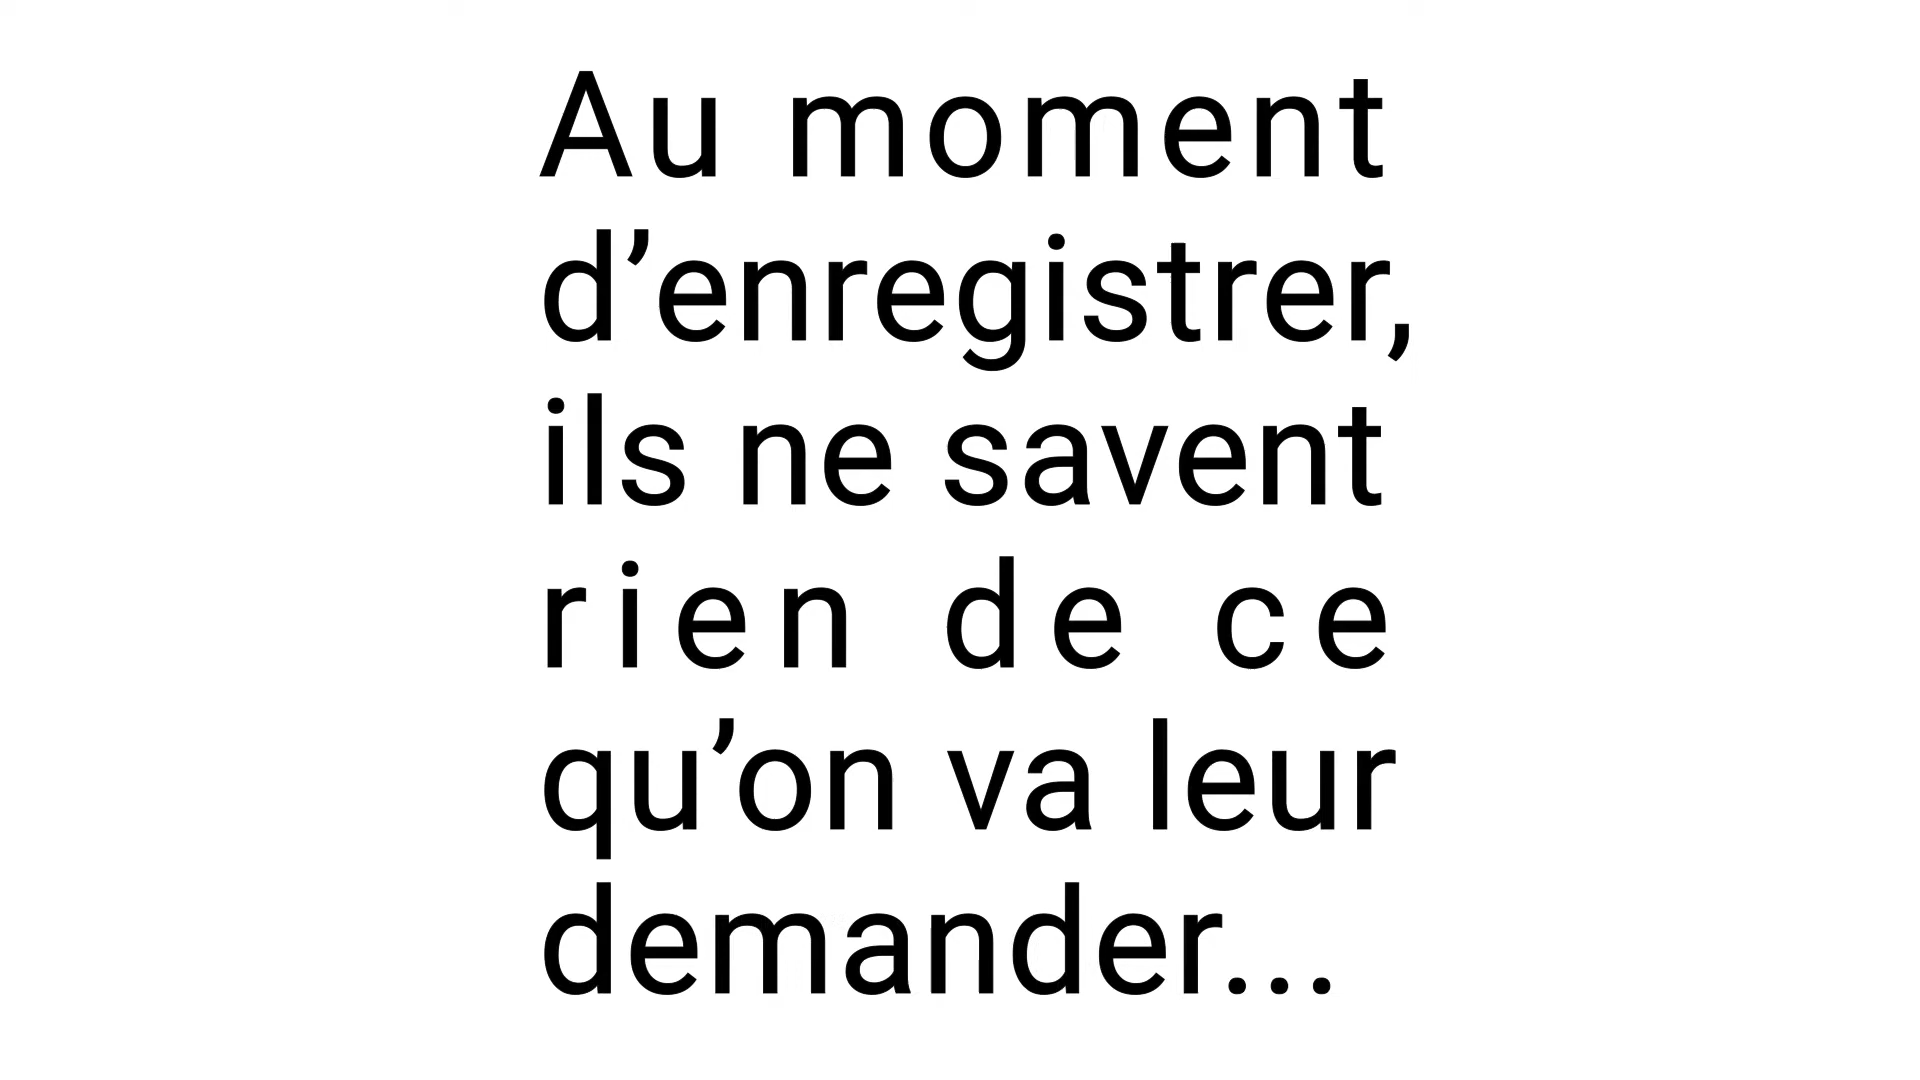 Au moment
d’enregistrer,
ils ne savent
rien de ce
qu’on va leur
demander...